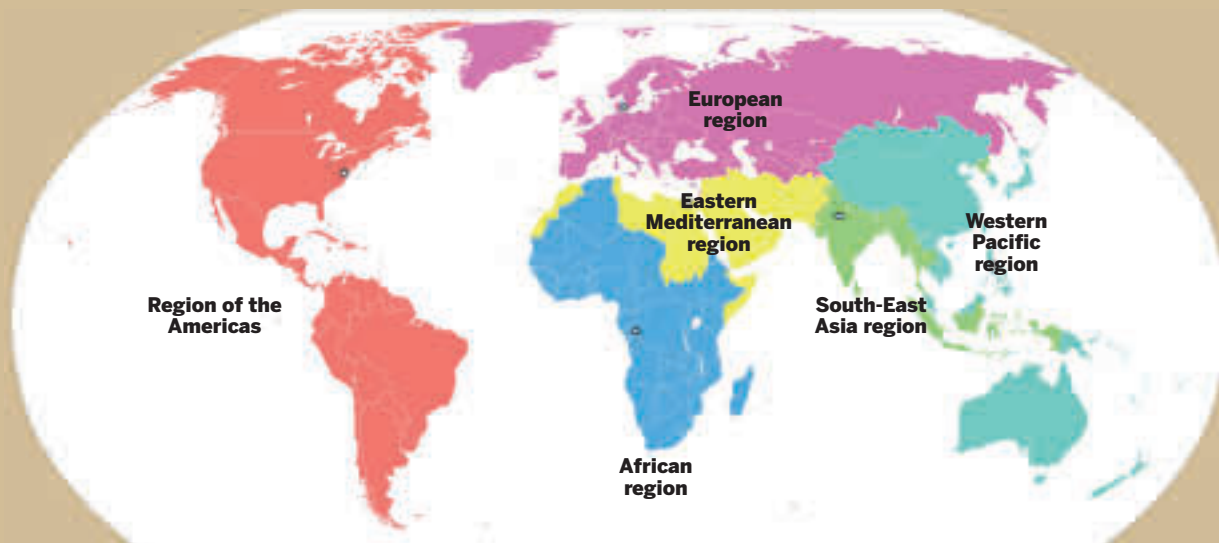 European
region
Eastern
Mediterranean
region
Western
Pacific
region
Region of the
Americas
South-East
Asia region
African
region